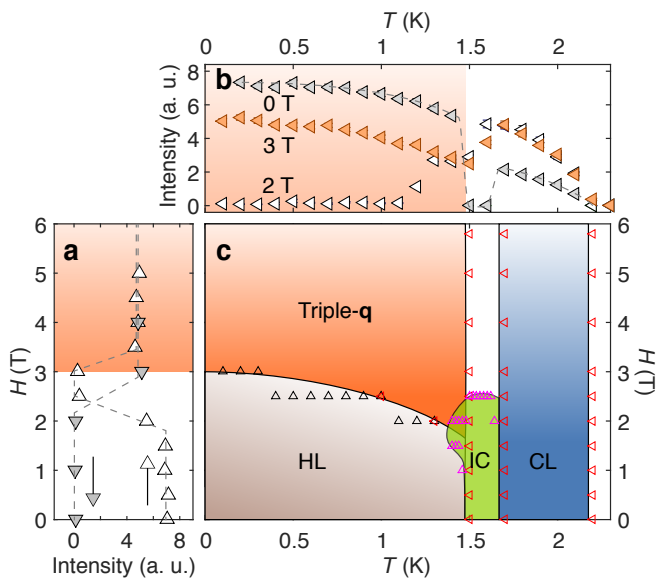 T (K)
0 0.5 1 1.5 2
b
8
6
4
2
0
Intensity (a. u.)
0 T
3 T
2 T
a
6
5
4
3
2
1
0
H (T)
0 4 8
Intensity (a. u.)
c
Triple-q
HL
IC
CL
6
5
4
3
2
1
0
H (T)
0 0.5 1 1.5 2
T (K)